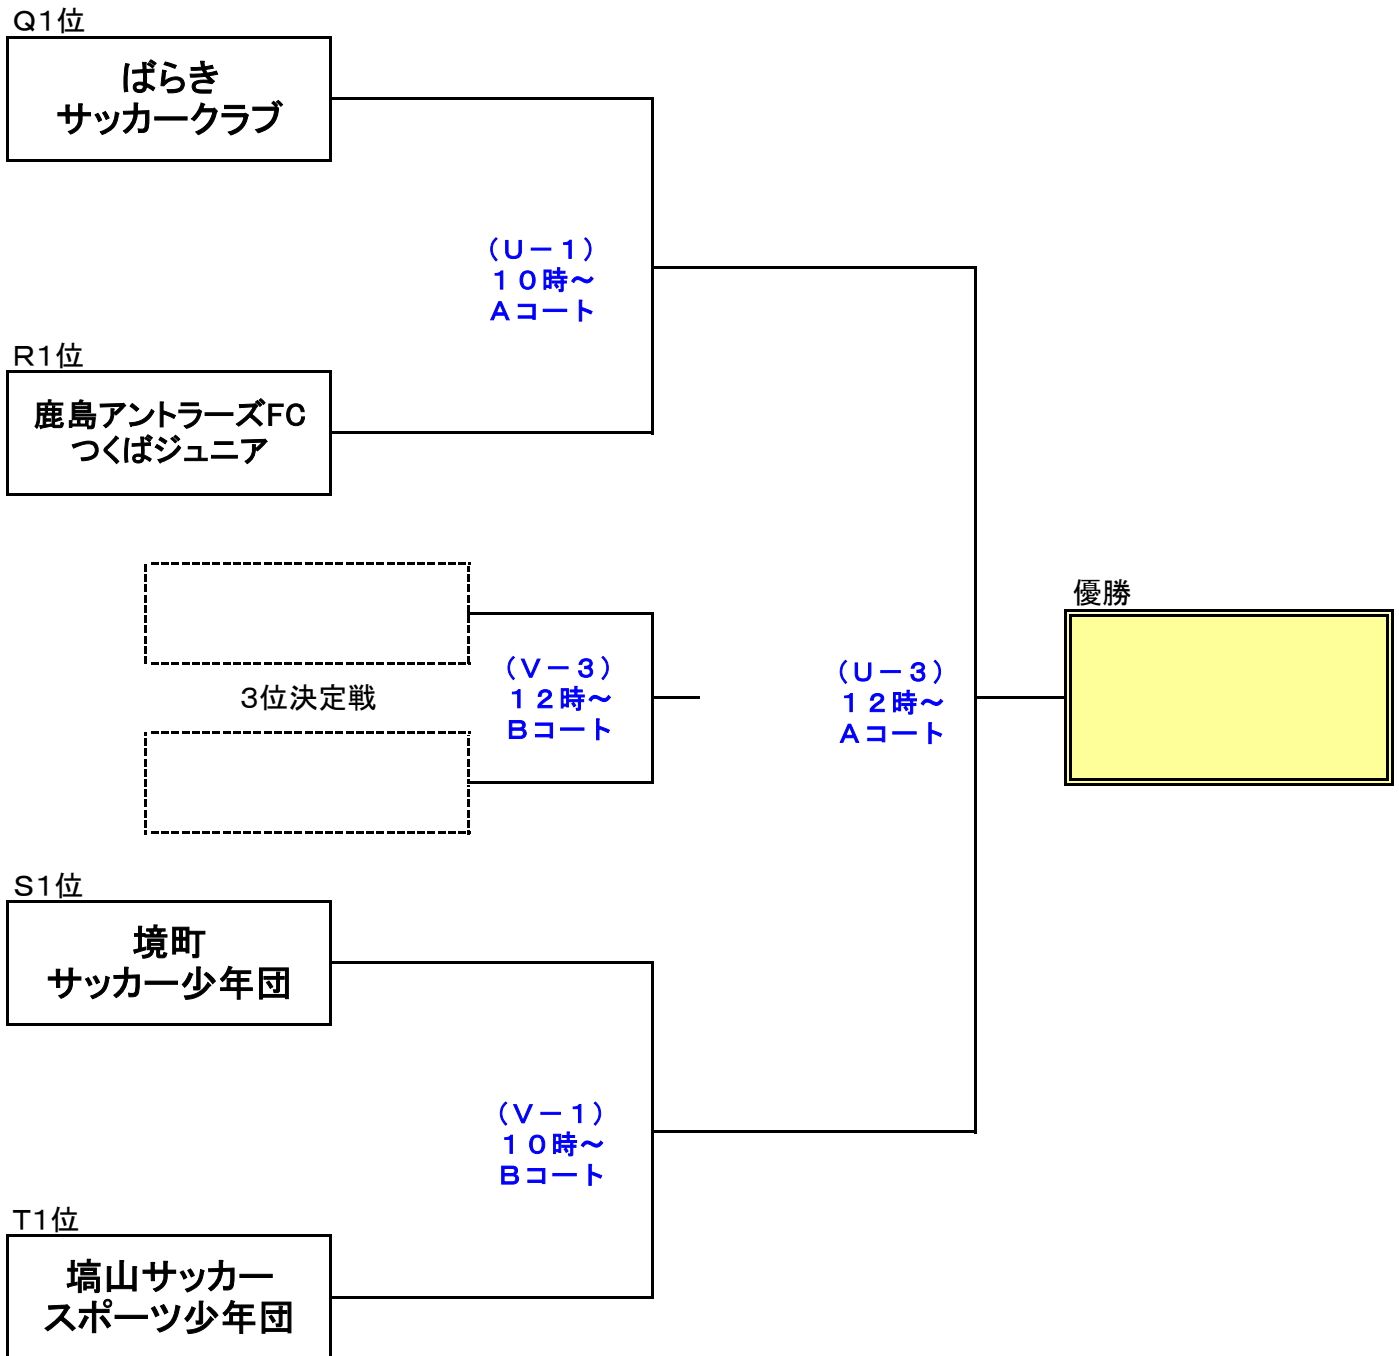 Q1位
ばらき
サッカークラブ
（U－1）
10時～
Aコート
R1位
鹿島アントラーズFC
つくばジュニア
優勝
（V－3）
12時～
Bコート
3位決定戦
（U－3）
12時～
Aコート
S1位
境町
サッカー少年団
（V－1）
10時～
Bコート
T1位
塙山サッカー
スポーツ少年団